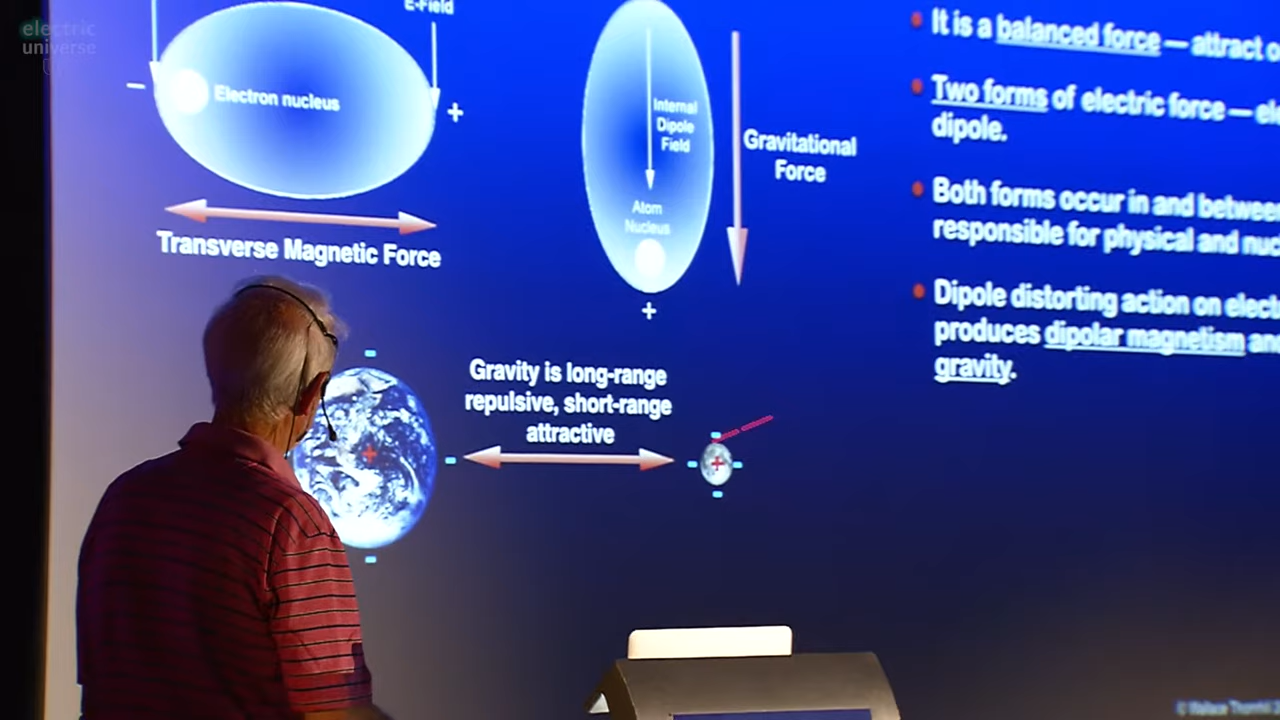 electric
universe
E-Field
It is a balanced force — attract
Electron nucleus
−
+
Two forms of electric force —
dipole.
Internal
Dipole
Field
Gravitational
Force
Atom
Nucleus
+
Transverse Magnetic Force
Both forms occur in and between
responsible for physical and
Dipole distorting action on
produces dipolar magnetism
gravity.
Gravity is long-range
repulsive, short-range
attractive
© Wallace Thornhill